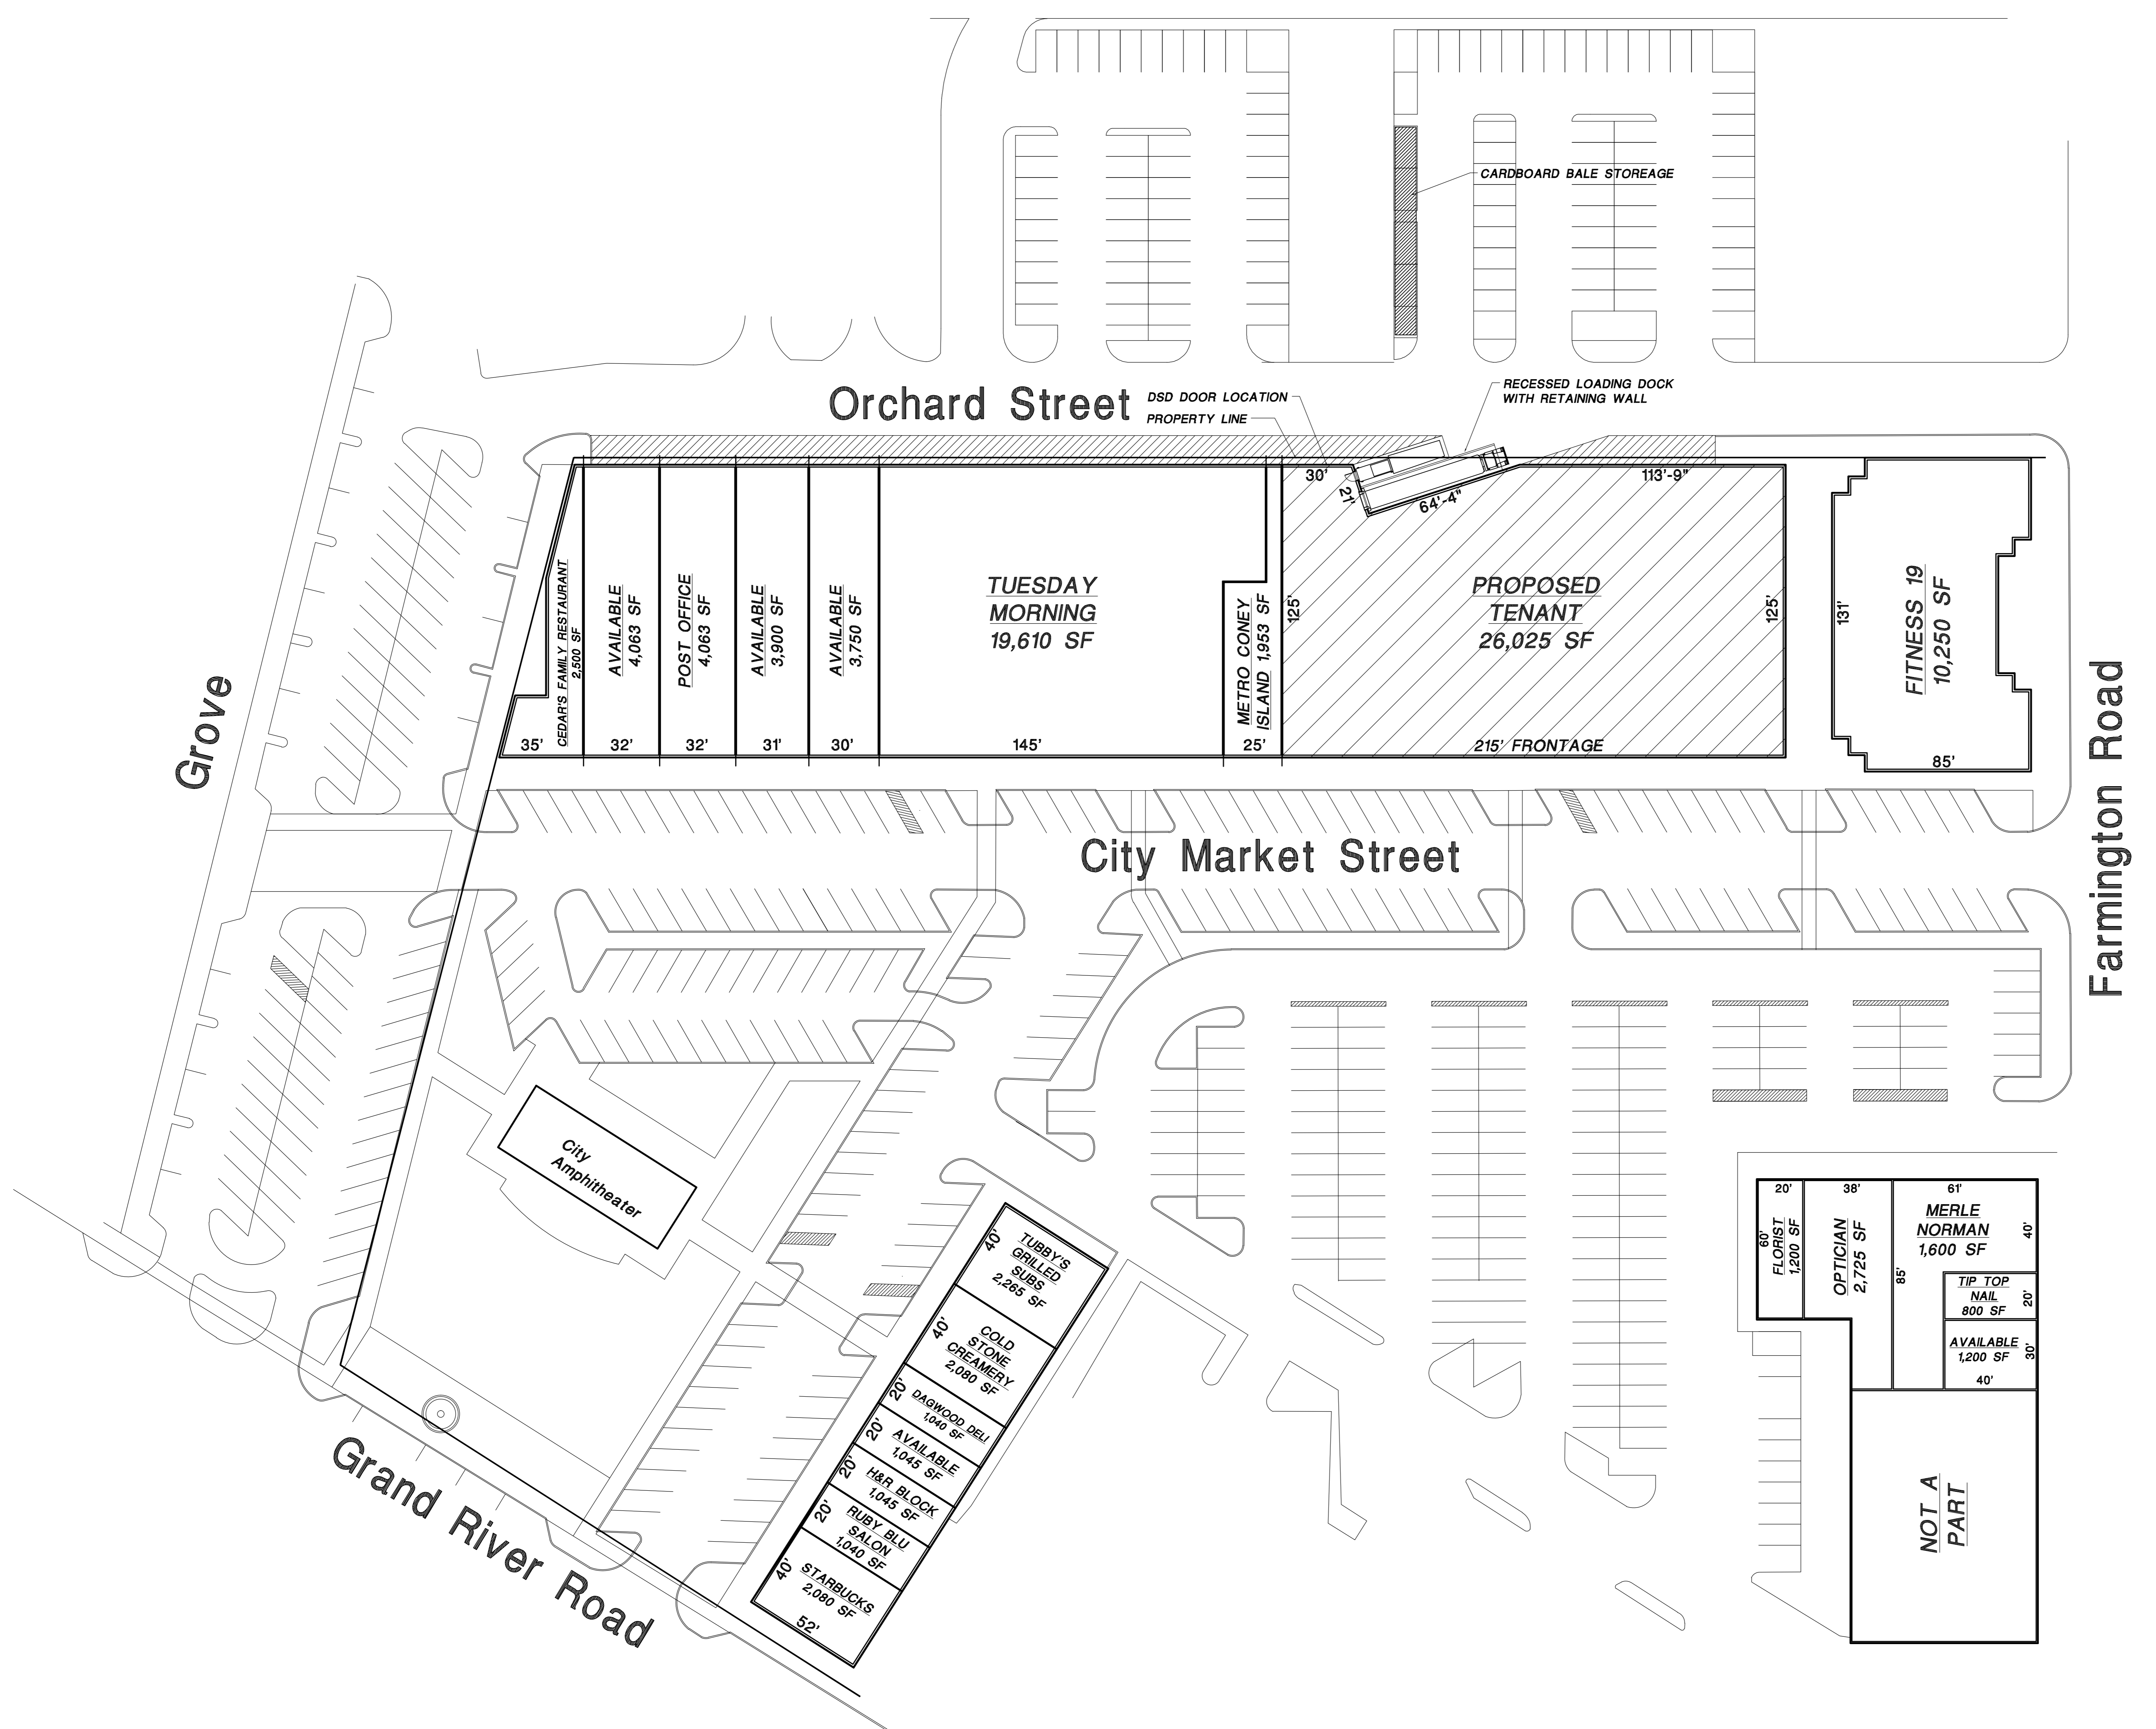 CARDBOARD BALE STOREAGE
Orchard Street
DSD DOOR LOCATION
PROPERTY LINE
RECESSED LOADING DOCK
WITH RETAINING WALL
30'
21'
64'-4"
113'-9"
CEDAR'S FAMILY RESTAURANT
2,500 SF
35'
AVAILABLE
4,063 SF
32'
POST OFFICE
4,063 SF
32'
AVAILABLE
3,900 SF
31'
AVAILABLE
3,750 SF
30'
TUESDAY
MORNING
19,610 SF
145'
METRO CONEY
ISLAND 1,953 SF
25'
125'
PROPOSED
TENANT
26,025 SF
125'
215' FRONTAGE
131'
FITNESS 19
10,250 SF
85'
Grove
Farmington Road
City Market Street
City
Amphitheater
40'
TUBBY'S
GRILLED
SUBS
2,265 SF
40'
COLD
STONE
CREAMERY
2,080 SF
20'
DAGWOOD DELI
1,040 SF
20'
AVAILABLE
1,045 SF
20'
H&R BLOCK
1,045 SF
20'
RUBY BLU
SALON
1,040 SF
40'
STARBUCKS
2,080 SF
52'
Grand River Road
20'
38'
61'
60'
FLORIST
1,200 SF
OPTICIAN
2,725 SF
85'
MERLE
NORMAN
1,600 SF
40'
TIP TOP
NAIL
800 SF
20'
AVAILABLE
1,200 SF
30'
40'
NOT A
PART